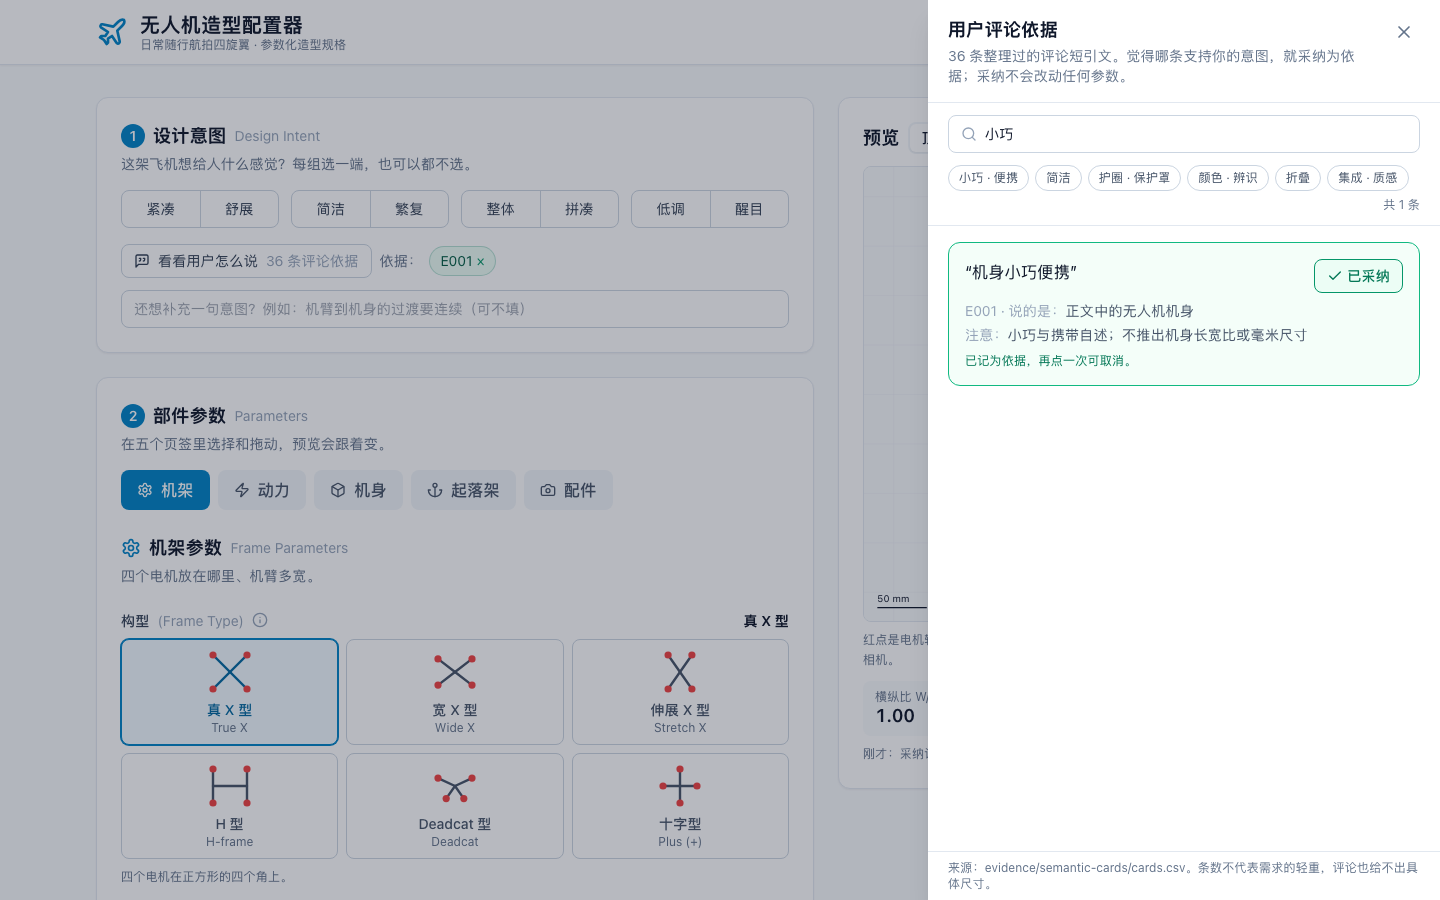 无人机造型配置器
日常随行航拍四旋翼 · 参数化造型规格
1 设计意图 Design Intent
这架飞机想给人什么感觉？每组选一端，也可以都不选。
紧凑 舒展 简洁 繁复 整体 拼凑 低调 醒目
看看用户怎么说 36 条评论依据 依据： E001 ×
还想补充一句意图？例如：机臂到机身的过渡要连续（可不填）
2 部件参数 Parameters
在五个页签里选择和拖动，预览会跟着变。
机架 动力 机身 起落架 配件
机架参数 Frame Parameters
四个电机放在哪里、机臂多宽。
构型 (Frame Type) 真 X 型
真 X 型 宽 X 型 伸展 X 型
True X Wide X Stretch X
H 型 Deadcat 型 十字型
H-frame Deadcat Plus (+)
四个电机在正方形的四个角上。
预览
50 mm
红点是电机
相机。
横纵比 W/
1.00
刚才：采纳
用户评论依据
36 条整理过的评论短引文。觉得哪条支持你的意图，就采纳为依
据；采纳不会改动任何参数。
小巧
小巧 · 便携 简洁 护圈 · 保护罩 颜色 · 辨识 折叠 集成 · 质感
共 1 条
“机身小巧便携”
已采纳
E001 · 说的是：正文中的无人机机身
注意：小巧与携带自述；不推出机身长宽比或毫米尺寸
已记为依据，再点一次可取消。
来源：evidence/semantic-cards/cards.csv。条数不代表需求的轻重，评论也给不出具
体尺寸。